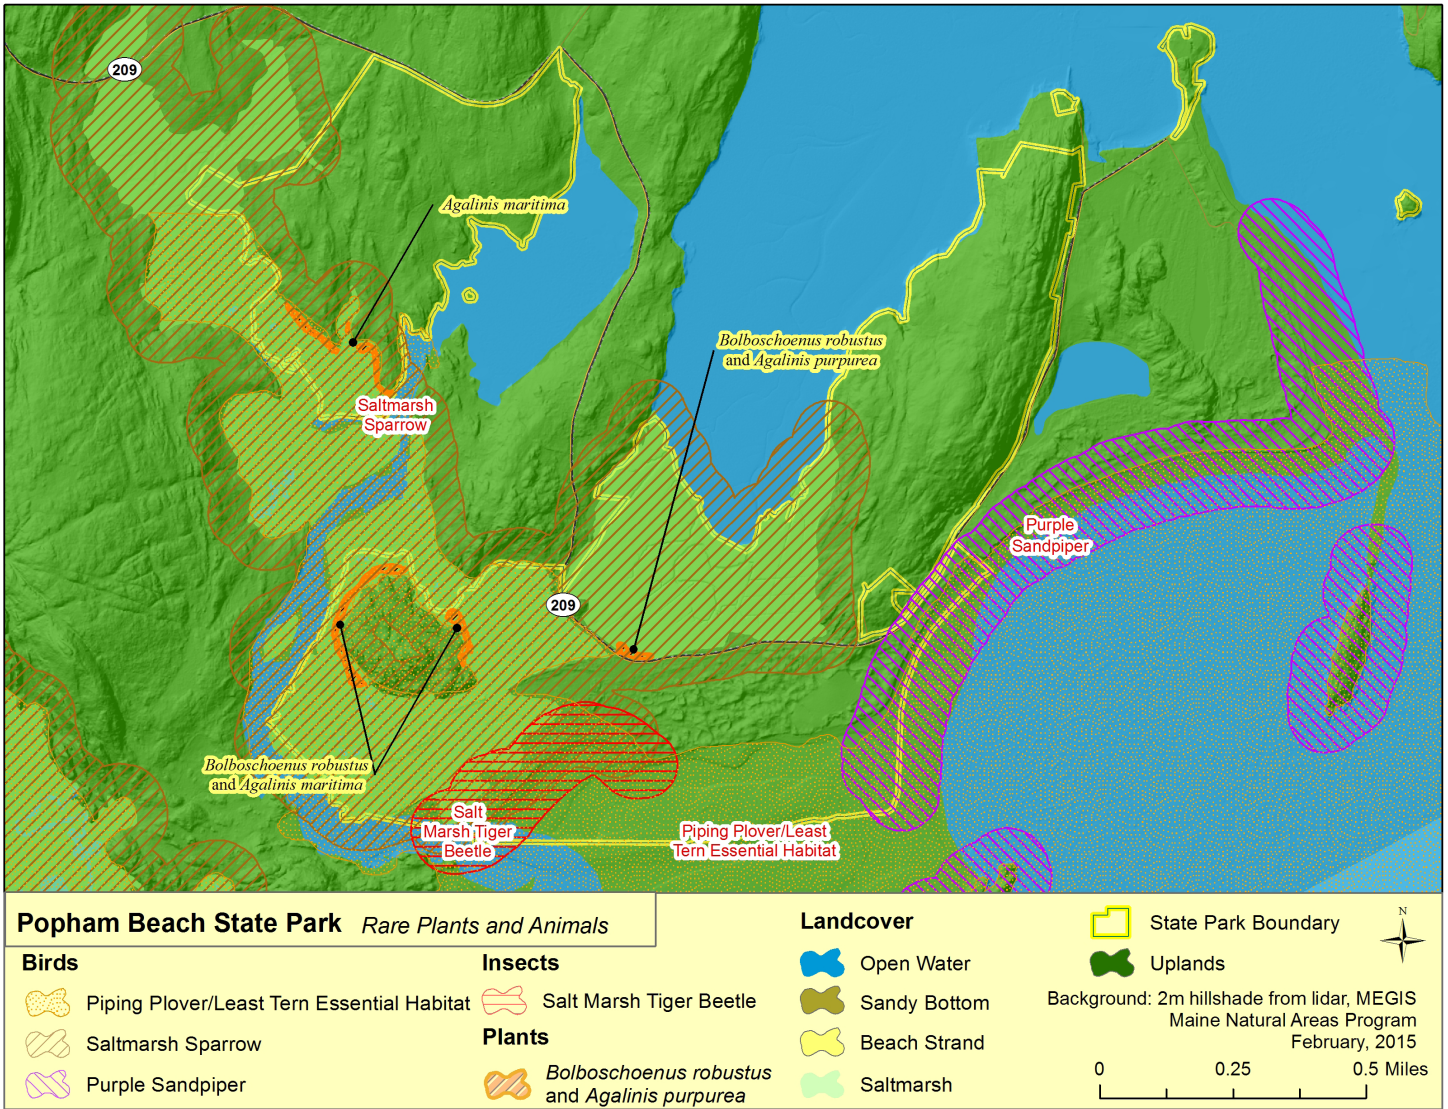 209
Agalinis maritima
Bolboschoenus robustus
and Agalinis purpurea
Saltmarsh
Sparrow
Purple
Sandpiper
209
Bolboschoenus robustus
and Agalinis maritima
Salt
Marsh Tiger
Beetle
Piping Plover/Least
Tern Essential Habitat
Popham Beach State Park Rare Plants and Animals
Birds
Piping Plover/Least Tern Essential Habitat
Saltmarsh Sparrow
Purple Sandpiper
Insects
Salt Marsh Tiger Beetle
Plants
Bolboschoenus robustus
and Agalinis purpurea
Landcover
Open Water
Sandy Bottom
Beach Strand
Saltmarsh
State Park Boundary
Uplands
N
Background: 2m hillshade from lidar, MEGIS
Maine Natural Areas Program
February, 2015
0 0.25 0.5 Miles